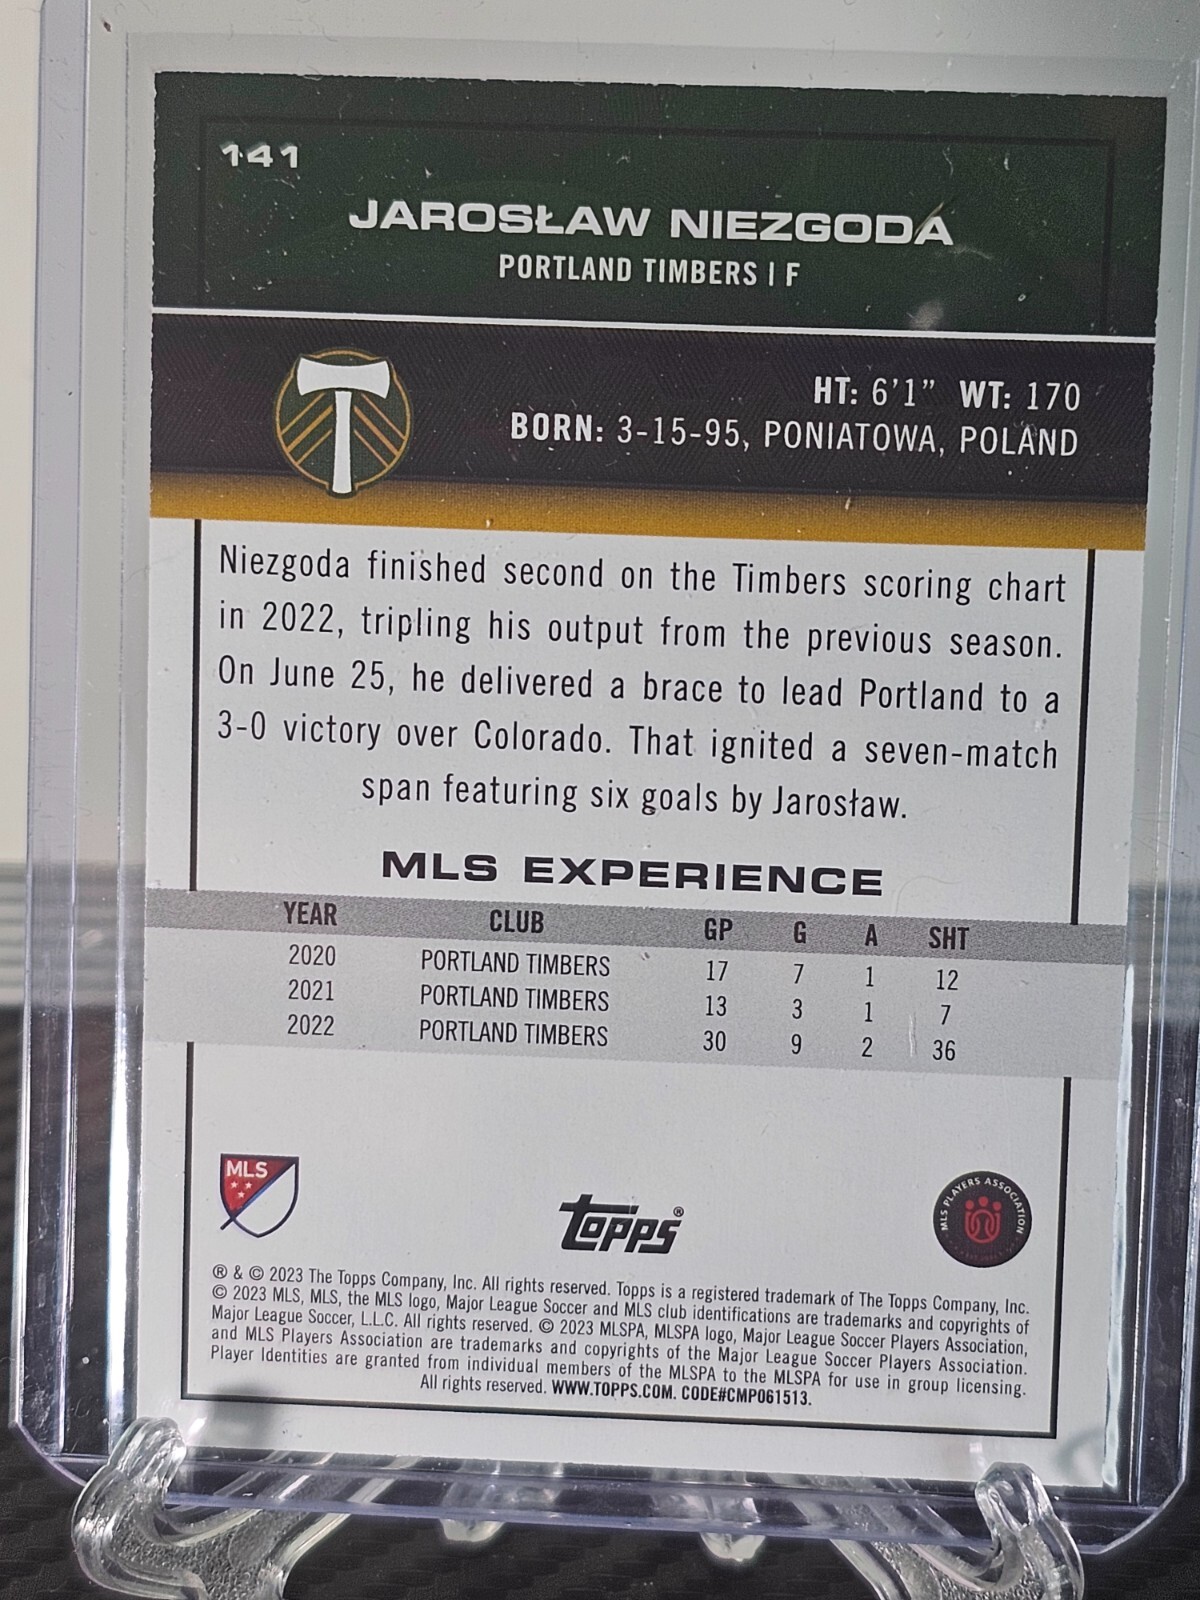 141
JAROSŁAW NIEZGODA
PORTLAND TIMBERS | F
HT: 6'1” WT: 170
BORN: 3-15-95, PONIATOWA, POLAND
Niezgoda finished second on the Timbers scoring chart
in 2022, tripling his output from the previous season.
On June 25, he delivered a brace to lead Portland to a
3-0 victory over Colorado. That ignited a seven-match
span featuring six goals by Jarosław.
MLS EXPERIENCE
YEAR CLUB GP G A SHT
2020 PORTLAND TIMBERS 17 7 1 12
2021 PORTLAND TIMBERS 13 3 1 7
2022 PORTLAND TIMBERS 30 9 2 36
MLS
topps®
MLS PLAYERS ASSOCIATION
® & © 2023 The Topps Company, Inc. All rights reserved. Topps is a registered trademark of The Topps Company, Inc.
© 2023 MLS, MLS, the MLS logo, Major League Soccer and MLS club identifications are trademarks and copyrights of
Major League Soccer, L.L.C. All rights reserved. © 2023 MLSPA, MLSPA logo, Major League Soccer Players Association,
and MLS Players Association are trademarks and copyrights of the Major League Soccer Players Association.
Player Identities are granted from individual members of the MLSPA to the MLSPA for use in group licensing.
All rights reserved. WWW.TOPPS.COM. CODE#CMP061513.